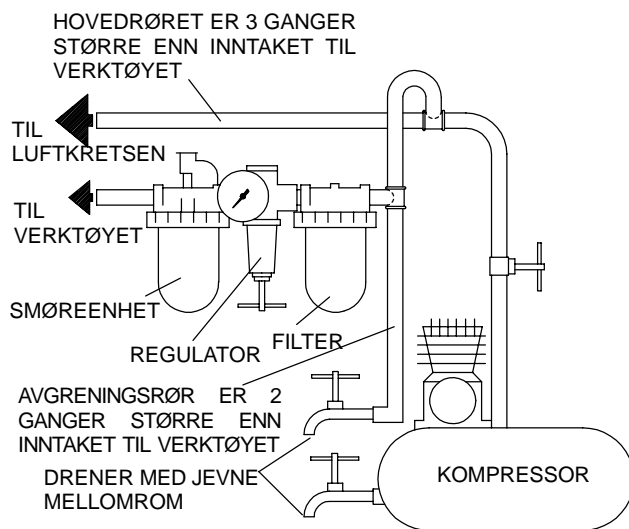 HOVEDRØRET ER 3 GANGER
STØRRE ENN INNTAKET TIL
VERKTØYET
TIL
LUFTKRETSEN
TIL
VERKTØYET
SMØREENHET
REGULATOR
FILTER
AVGRENINGSRØR ER 2
GANGER STØRRE ENN
INNTAKET TIL VERKTØYET
DRENER MED JEVNE
MELLOMROM
KOMPRESSOR